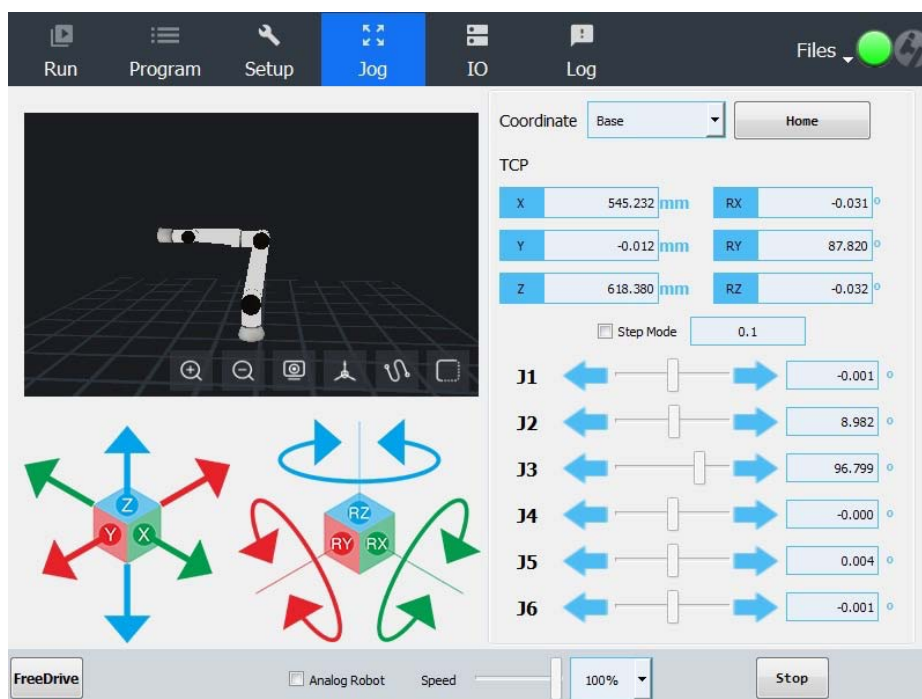 Run Program Setup Jog IO Log Files
Coordinate Base Home
TCP
X 545.232 mm RX -0.031 °
Y -0.012 mm RY 87.820 °
Z 618.380 mm RZ -0.032 °
Step Mode 0.1
J1 -0.001 °
J2 8.982 °
J3 96.799 °
J4 -0.000 °
J5 0.004 °
J6 -0.001 °
Z
Y X
RZ
RY RX
FreeDrive Analog Robot Speed 100% Stop